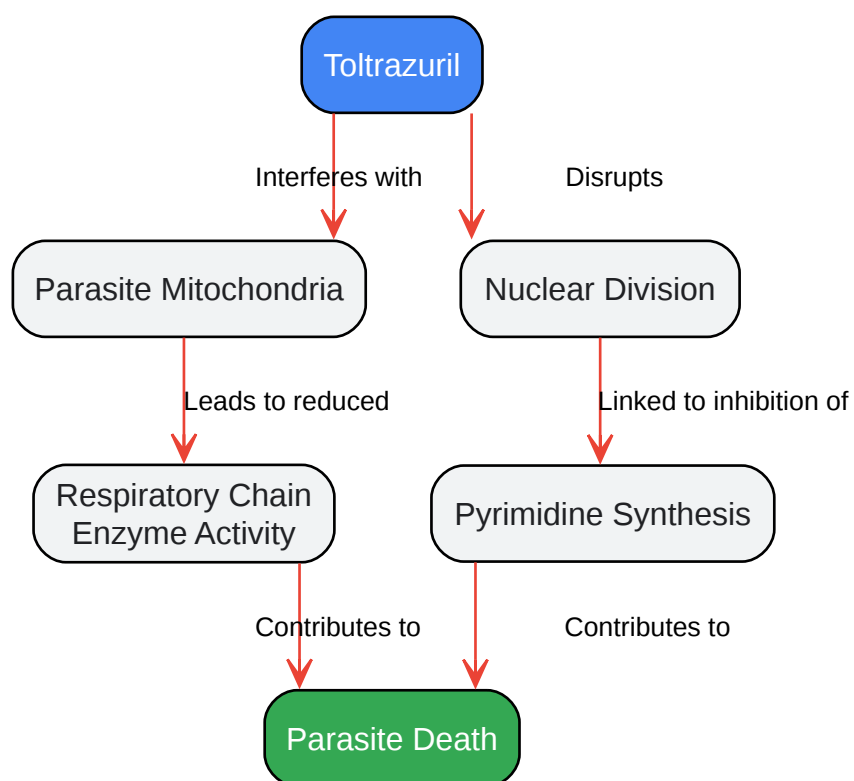 Toltrazuril
Interferes with
Disrupts
Parasite Mitochondria
Nuclear Division
Leads to reduced
Linked to inhibition of
Respiratory Chain
Enzyme Activity
Pyrimidine Synthesis
Contributes to
Contributes to
Parasite Death